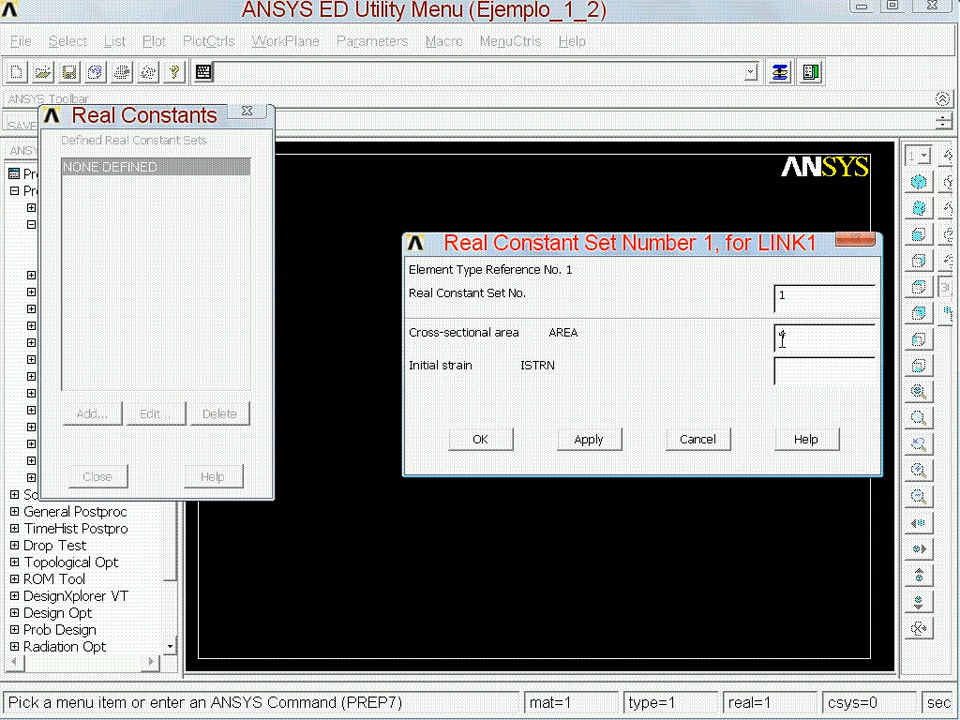 ANSYS ED Utility Menu (Ejemplo_1_2)
File Select List Plot PlotCtrls WorkPlane Parameters Macro MenuCtrls Help
ANSYS Toolbar
SAVE
Real Constants
Defined Real Constant Sets
NONE DEFINED
Add... Edit... Delete
Close Help
ANSYS
Real Constant Set Number 1, for LINK1
Element Type Reference No. 1
Real Constant Set No. 1
Cross-sectional area AREA
Initial strain ISTRN
OK Apply Cancel Help
1
ANSY
Pr
Pr
So
General Postproc
TimeHist Postpro
Drop Test
Topological Opt
ROM Tool
DesignXplorer VT
Design Opt
Prob Design
Radiation Opt
Pick a menu item or enter an ANSYS Command (PREP7) mat=1 type=1 real=1 csys=0 sec